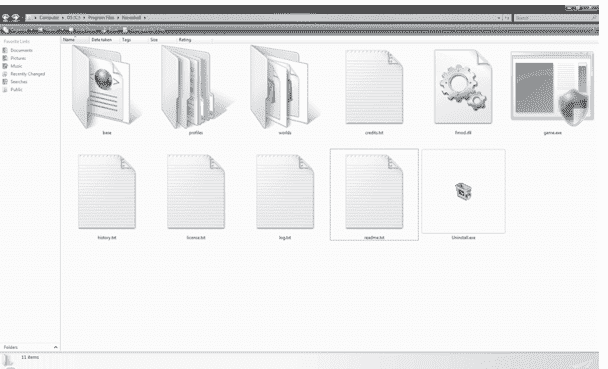 Computer ▸ OS (C:) ▸ Program Files ▸ Neverball ▸
Search
Favorite Links
Documents
Pictures
Music
Recently Changed
Searches
Public
Folders
Name Date taken Tags Size Rating
base profiles worlds credits.txt fmod.dll game.exe
history.txt license.txt log.txt readme.txt Uninstall.exe
11 items